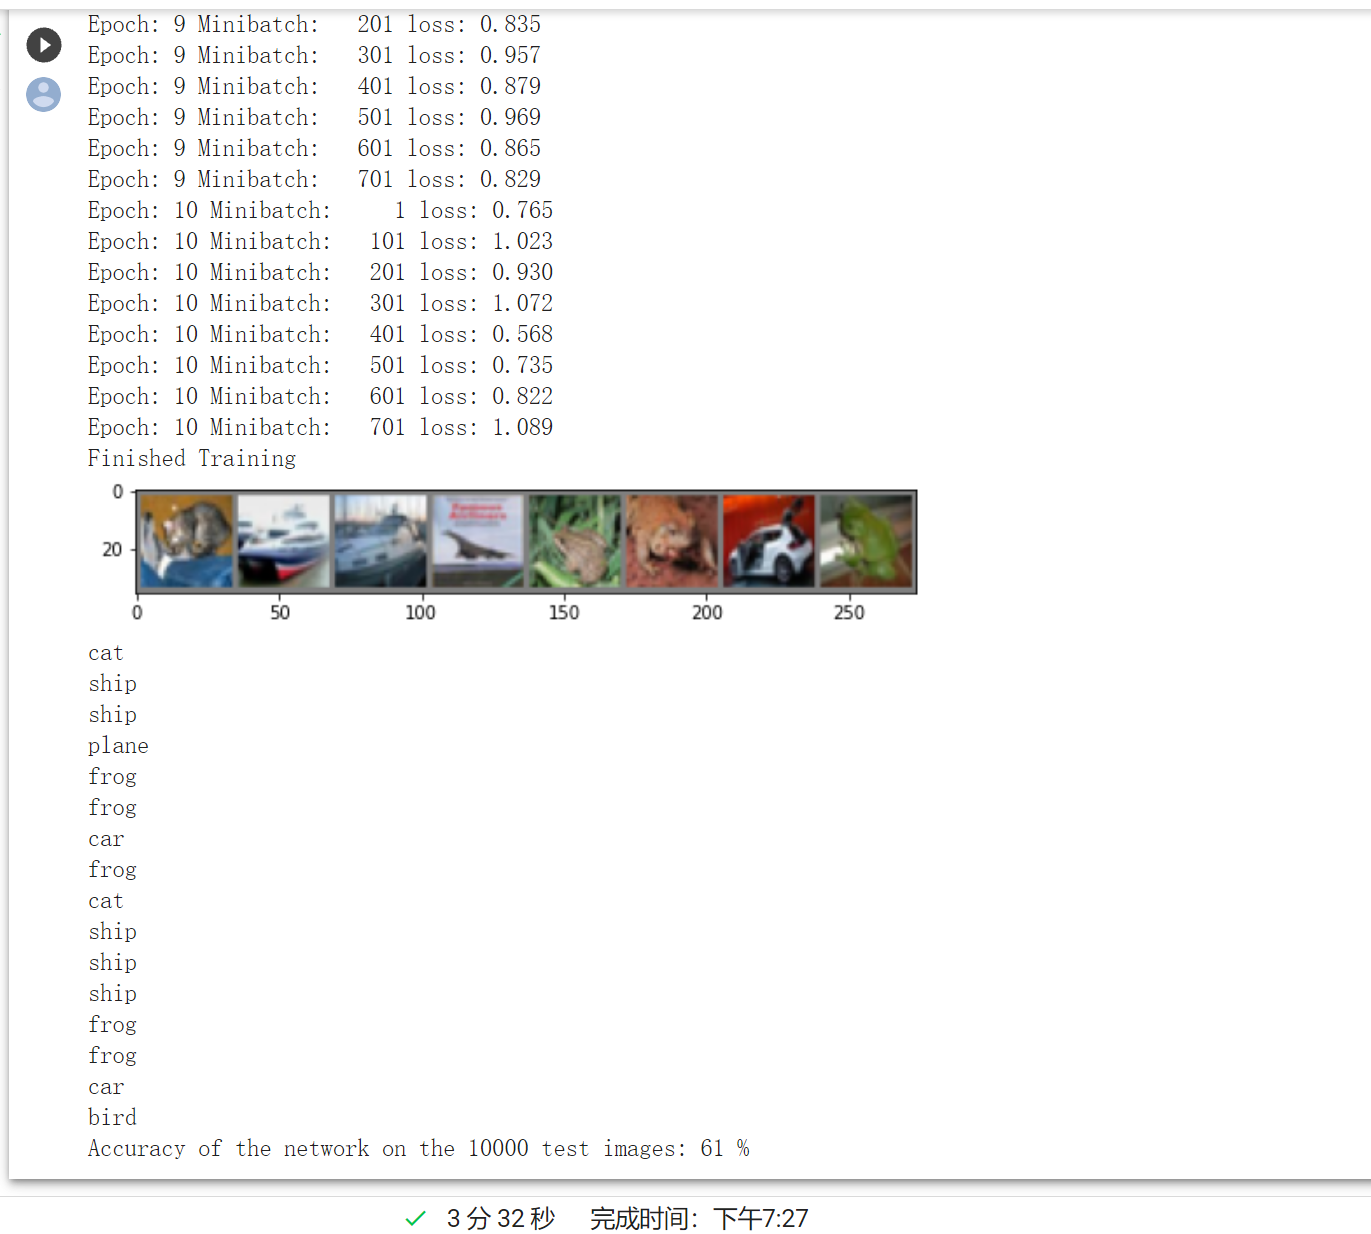 Epoch: 9 Minibatch:   201 loss: 0.835
Epoch: 9 Minibatch:   301 loss: 0.957
Epoch: 9 Minibatch:   401 loss: 0.879
Epoch: 9 Minibatch:   501 loss: 0.969
Epoch: 9 Minibatch:   601 loss: 0.865
Epoch: 9 Minibatch:   701 loss: 0.829
Epoch: 10 Minibatch:     1 loss: 0.765
Epoch: 10 Minibatch:   101 loss: 1.023
Epoch: 10 Minibatch:   201 loss: 0.930
Epoch: 10 Minibatch:   301 loss: 1.072
Epoch: 10 Minibatch:   401 loss: 0.568
Epoch: 10 Minibatch:   501 loss: 0.735
Epoch: 10 Minibatch:   601 loss: 0.822
Epoch: 10 Minibatch:   701 loss: 1.089
Finished Training
0
20
0 50 100 150 200 250
cat
ship
ship
plane
frog
frog
car
frog
cat
ship
ship
ship
frog
frog
car
bird
Accuracy of the network on the 10000 test images: 61 %
3 分 32 秒 完成时间：下午7:27